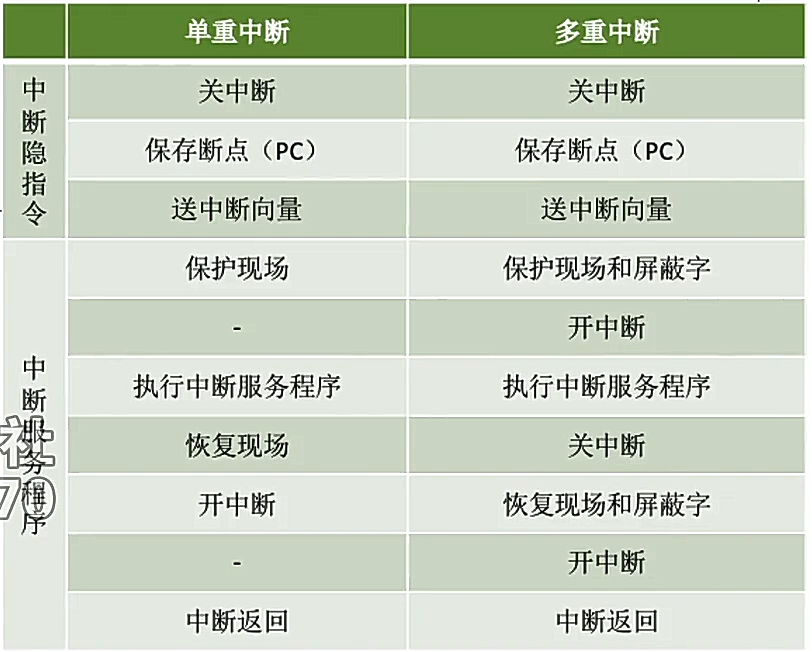 单重中断 多重中断
中断隐指令
关中断 关中断
保存断点（PC） 保存断点（PC）
送中断向量 送中断向量
中断服务程序
保护现场 保护现场和屏蔽字
- 开中断
执行中断服务程序 执行中断服务程序
恢复现场 关中断
开中断 恢复现场和屏蔽字
- 开中断
中断返回 中断返回
社
70